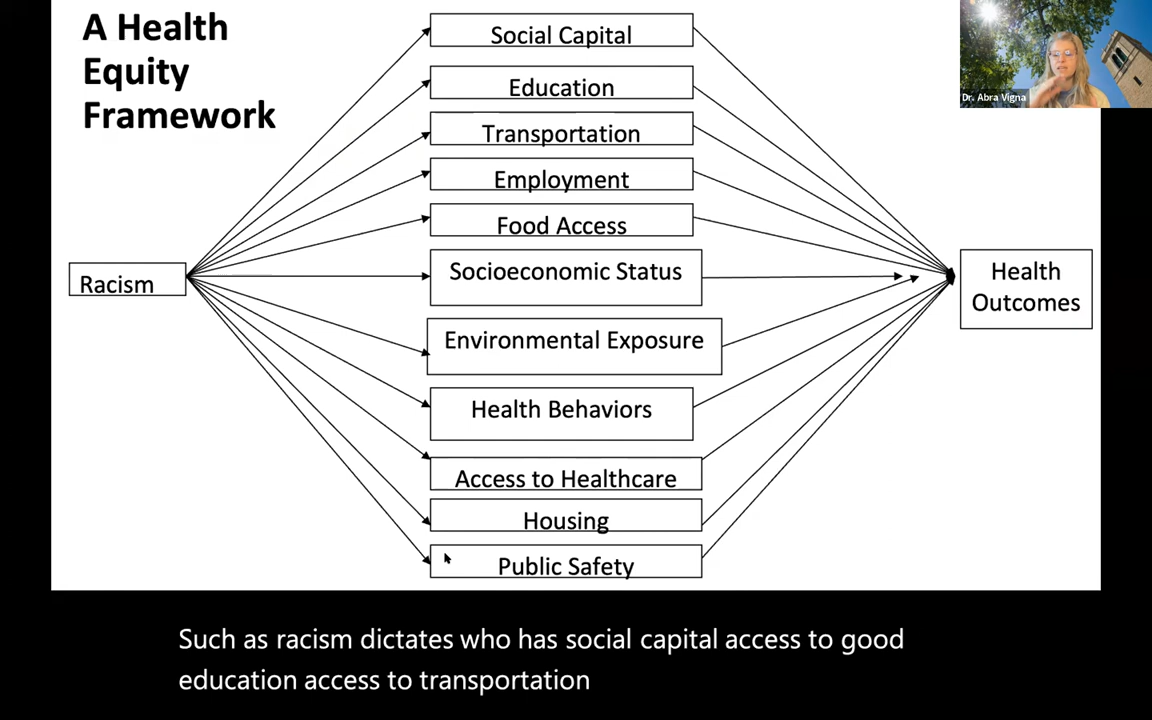 A Health
Equity
Framework
Social Capital
Education
Transportation
Employment
Food Access
Socioeconomic Status
Environmental Exposure
Health Behaviors
Access to Healthcare
Housing
Public Safety
Racism
Health
Outcomes
Dr. Abra Vigna
Such as racism dictates who has social capital access to good
education access to transportation